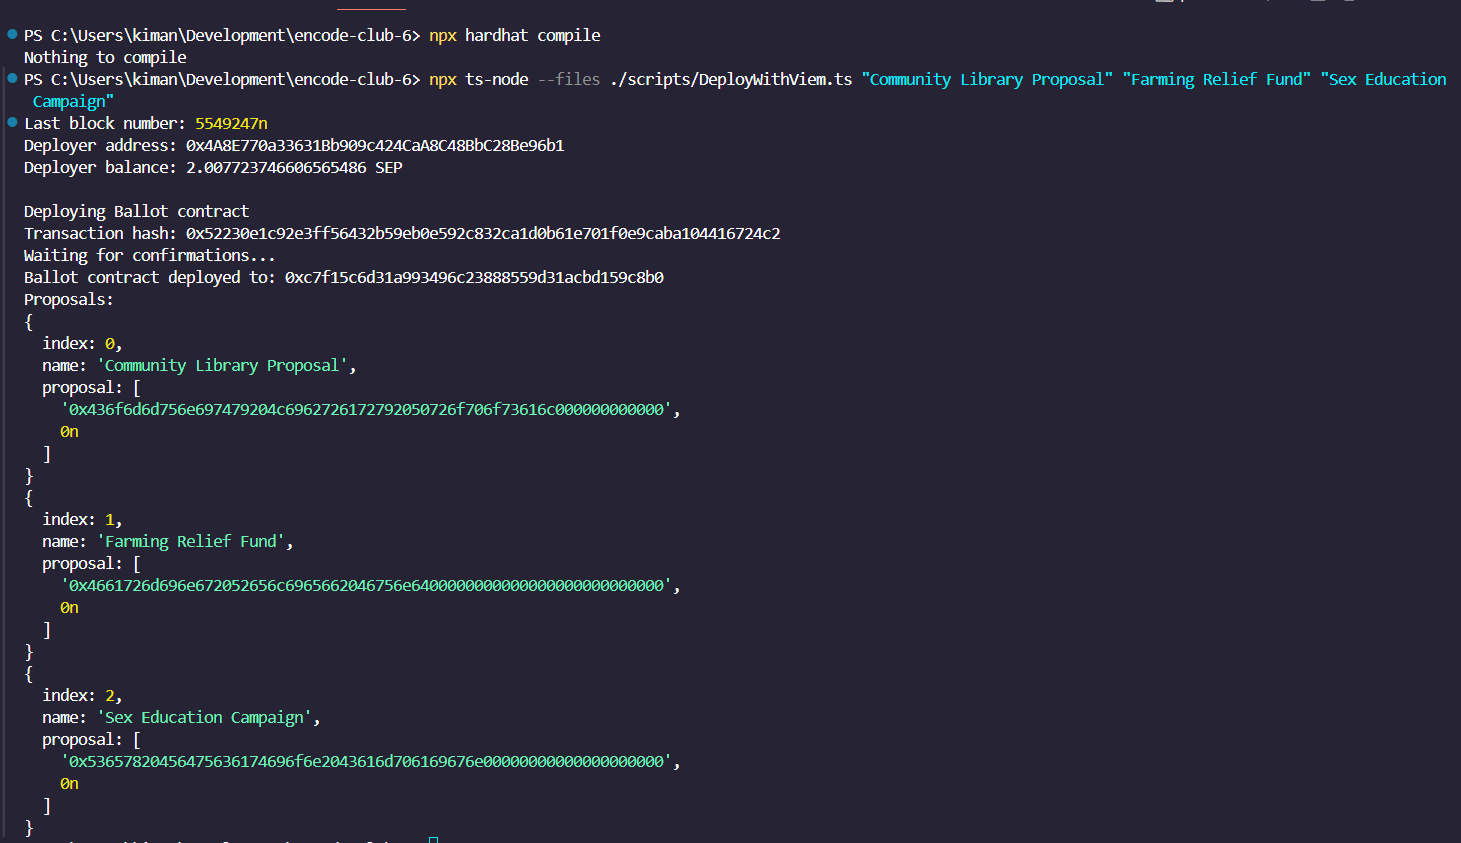 PS C:\Users\kiman\Development\encode-club-6> npx hardhat compile
Nothing to compile
PS C:\Users\kiman\Development\encode-club-6> npx ts-node --files ./scripts/DeployWithViem.ts "Community Library Proposal" "Farming Relief Fund" "Sex Education
Campaign"
Last block number: 5549247n
Deployer address: 0x4A8E770a33631Bb909c424CaA8C48BbC28Be96b1
Deployer balance: 2.007723746606565486 SEP
Deploying Ballot contract
Transaction hash: 0x52230e1c92e3ff56432b59eb0e592c832ca1d0b61e701f0e9caba104416724c2
Waiting for confirmations...
Ballot contract deployed to: 0xc7f15c6d31a993496c23888559d31acbd159c8b0
Proposals:
{
index: 0,
name: 'Community Library Proposal',
proposal: [
'0x436f6d6d756e697479204c6962726172792050726f706f73616c000000000000',
0n
]
}
{
index: 1,
name: 'Farming Relief Fund',
proposal: [
'0x4661726d696e672052656c6965662046756e6400000000000000000000000000',
0n
]
}
{
index: 2,
name: 'Sex Education Campaign',
proposal: [
'0x53657820456475636174696f6e2043616d706169676e00000000000000000000',
0n
]
}